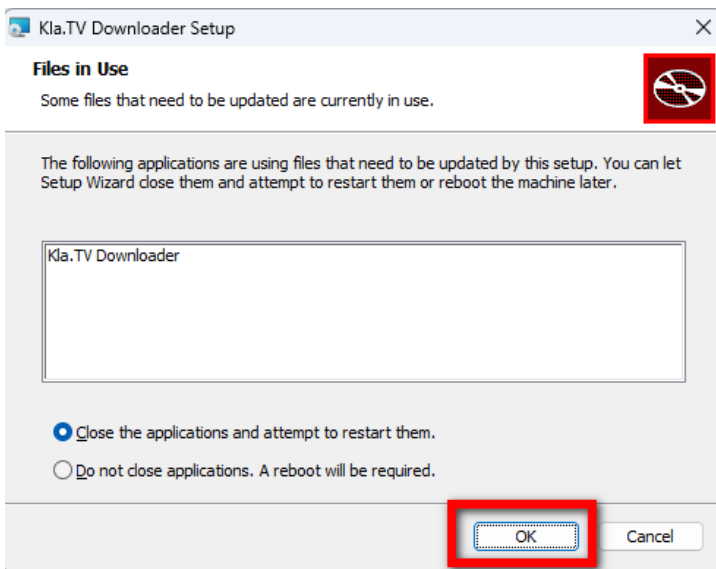 Kla.TV Downloader Setup
Files in Use
Some files that need to be updated are currently in use.
The following applications are using files that need to be updated by this setup. You can let
Setup Wizard close them and attempt to restart them or reboot the machine later.
Kla.TV Downloader
Close the applications and attempt to restart them.
Do not close applications. A reboot will be required.
OK
Cancel